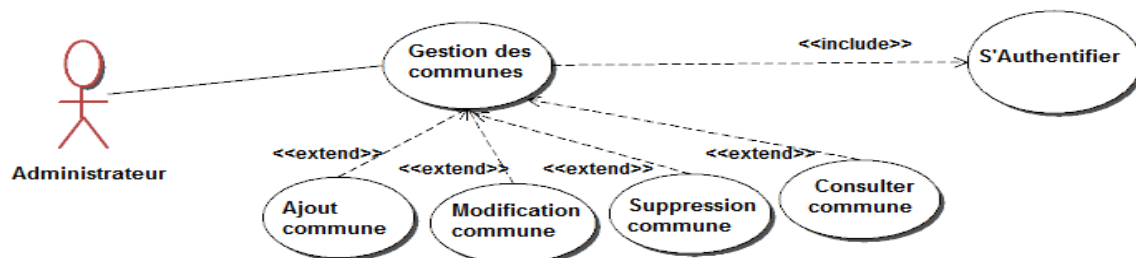 Gestion des
communes
<<include>>
S'Authentifier
Administrateur
<<extend>>
<<extend>>
<<extend>>
<<extend>>
Ajout
commune
Modification
commune
Suppression
commune
Consulter
commune